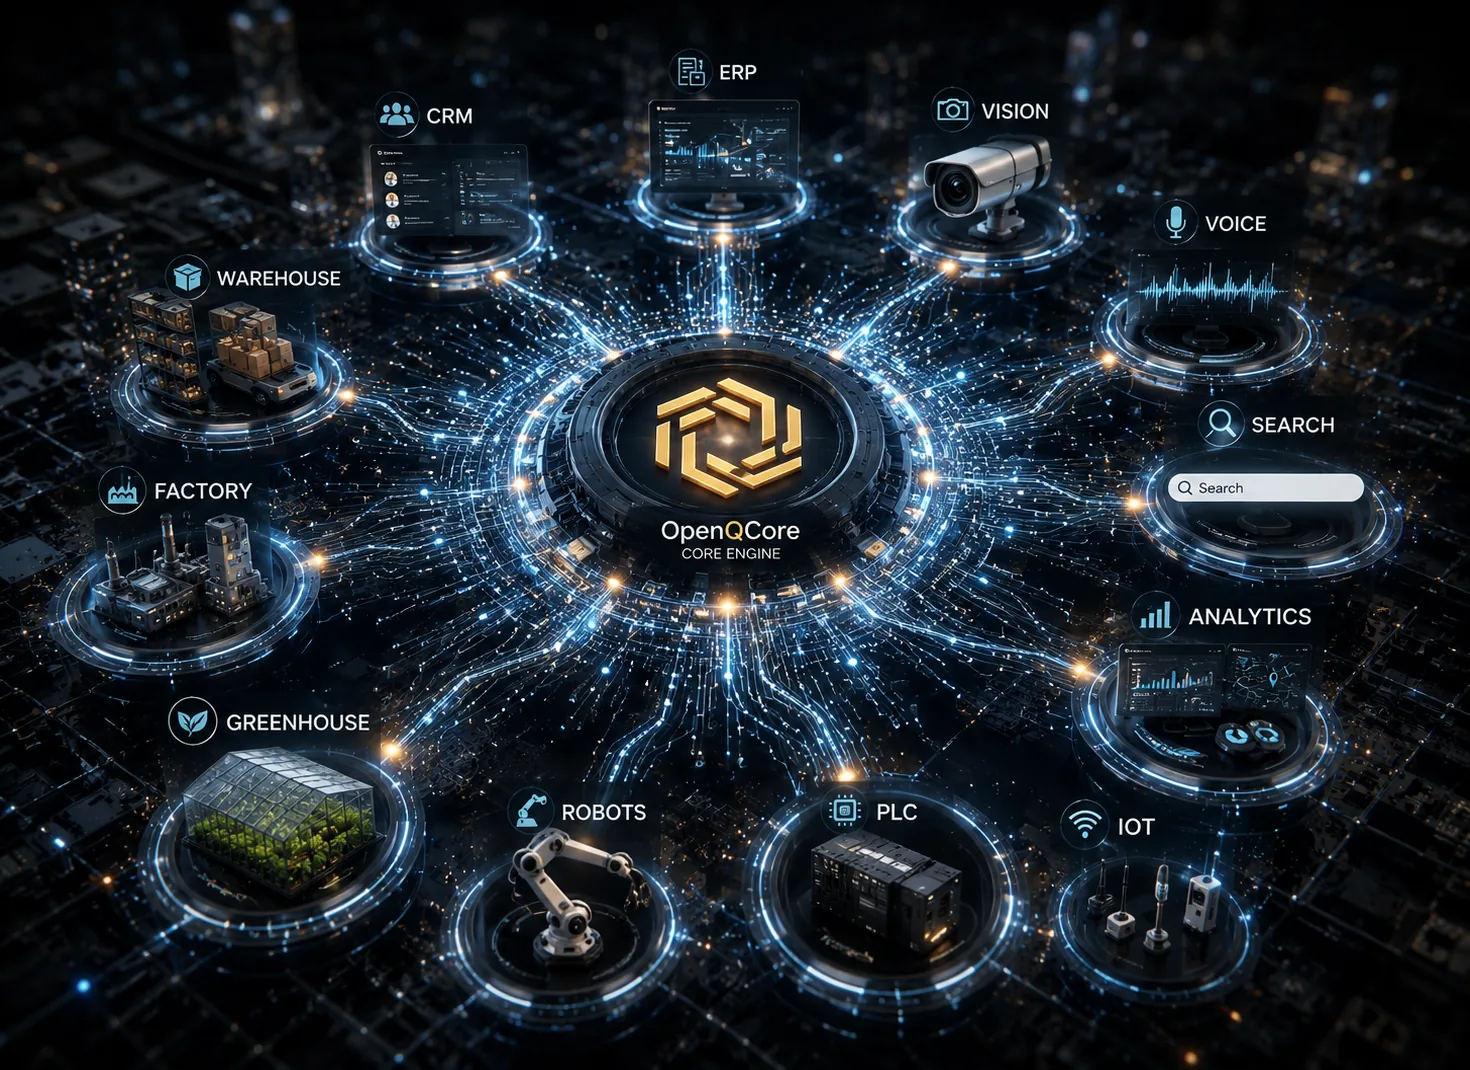 ERP
CRM
VISION
VOICE
WAREHOUSE
SEARCH
Search
FACTORY
OpenQCore
CORE ENGINE
ANALYTICS
GREENHOUSE
ROBOTS
PLC
IOT